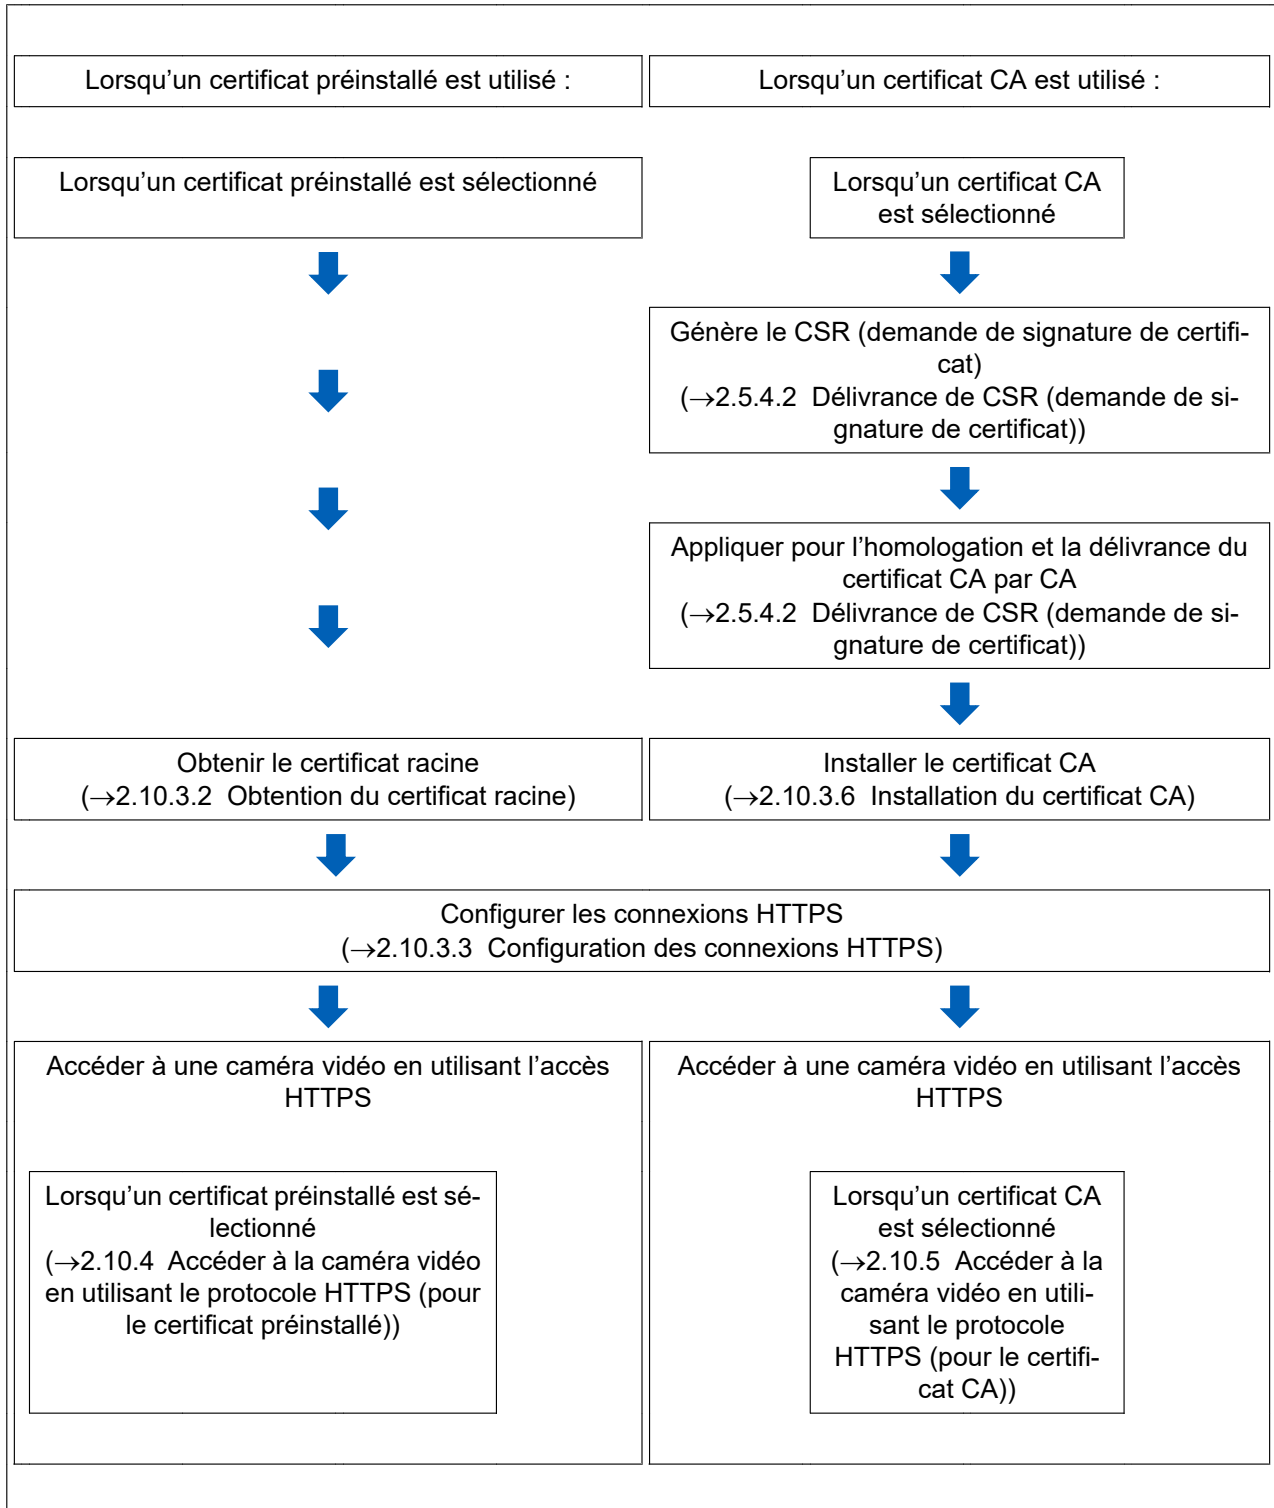 Lorsqu'un certificat préinstallé est utilisé :
Lorsqu'un certificat CA est utilisé :
Lorsqu'un certificat préinstallé est sélectionné
Lorsqu'un certificat CA
est sélectionné
Génère le CSR (demande de signature de certifi-
cat)
(→2.5.4.2 Délivrance de CSR (demande de si-
gnature de certificat))
Appliquer pour l’homologation et la délivrance du
certificat CA par CA
(→2.5.4.2 Délivrance de CSR (demande de si-
gnature de certificat))
Obtenir le certificat racine
(→2.10.3.2 Obtention du certificat racine)
Installer le certificat CA
(→2.10.3.6 Installation du certificat CA)
Configurer les connexions HTTPS
(→2.10.3.3 Configuration des connexions HTTPS)
Accéder à une caméra vidéo en utilisant l’accès
HTTPS
Lorsqu'un certificat préinstallé est sé-
lectionné
(→2.10.4 Accéder à la caméra vidéo
en utilisant le protocole HTTPS (pour
le certificat préinstallé))
Accéder à une caméra vidéo en utilisant l’accès
HTTPS
Lorsqu'un certificat CA
est sélectionné
(→2.10.5 Accéder à la
caméra vidéo en utili-
sant le protocole
HTTPS (pour le certifi-
cat CA))